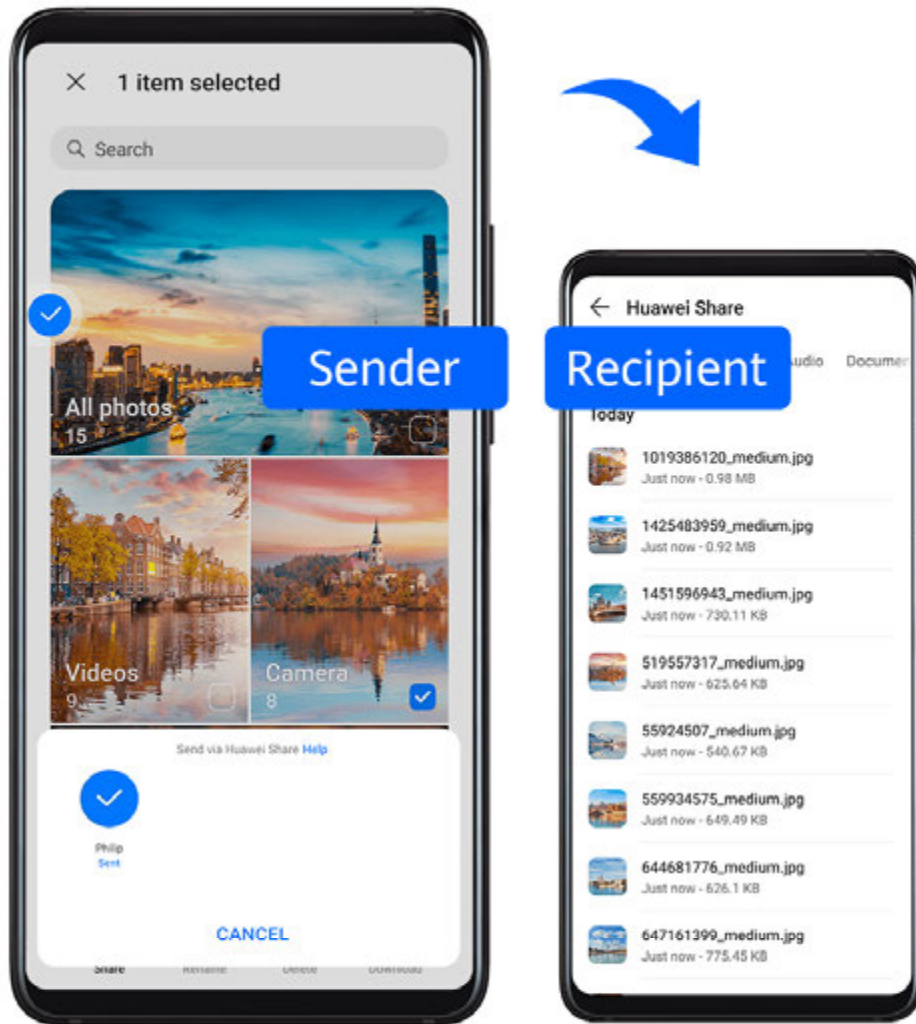 1 item selected
Search
All photos
15
Videos
9
Camera
8
Send via Huawei Share Help
Philip
Sent
CANCEL
Share Rename Delete Download
Sender
Recipient
Huawei Share
Audio Documen
Today
1019386120_medium.jpg
Just now - 0.98 MB
1425483959_medium.jpg
Just now - 0.92 MB
1451596943_medium.jpg
Just now - 730.11 KB
519557317_medium.jpg
Just now - 625.64 KB
55924507_medium.jpg
Just now - 540.67 KB
559934575_medium.jpg
Just now - 649.49 KB
644681776_medium.jpg
Just now - 626.1 KB
647161399_medium.jpg
Just now - 775.45 KB